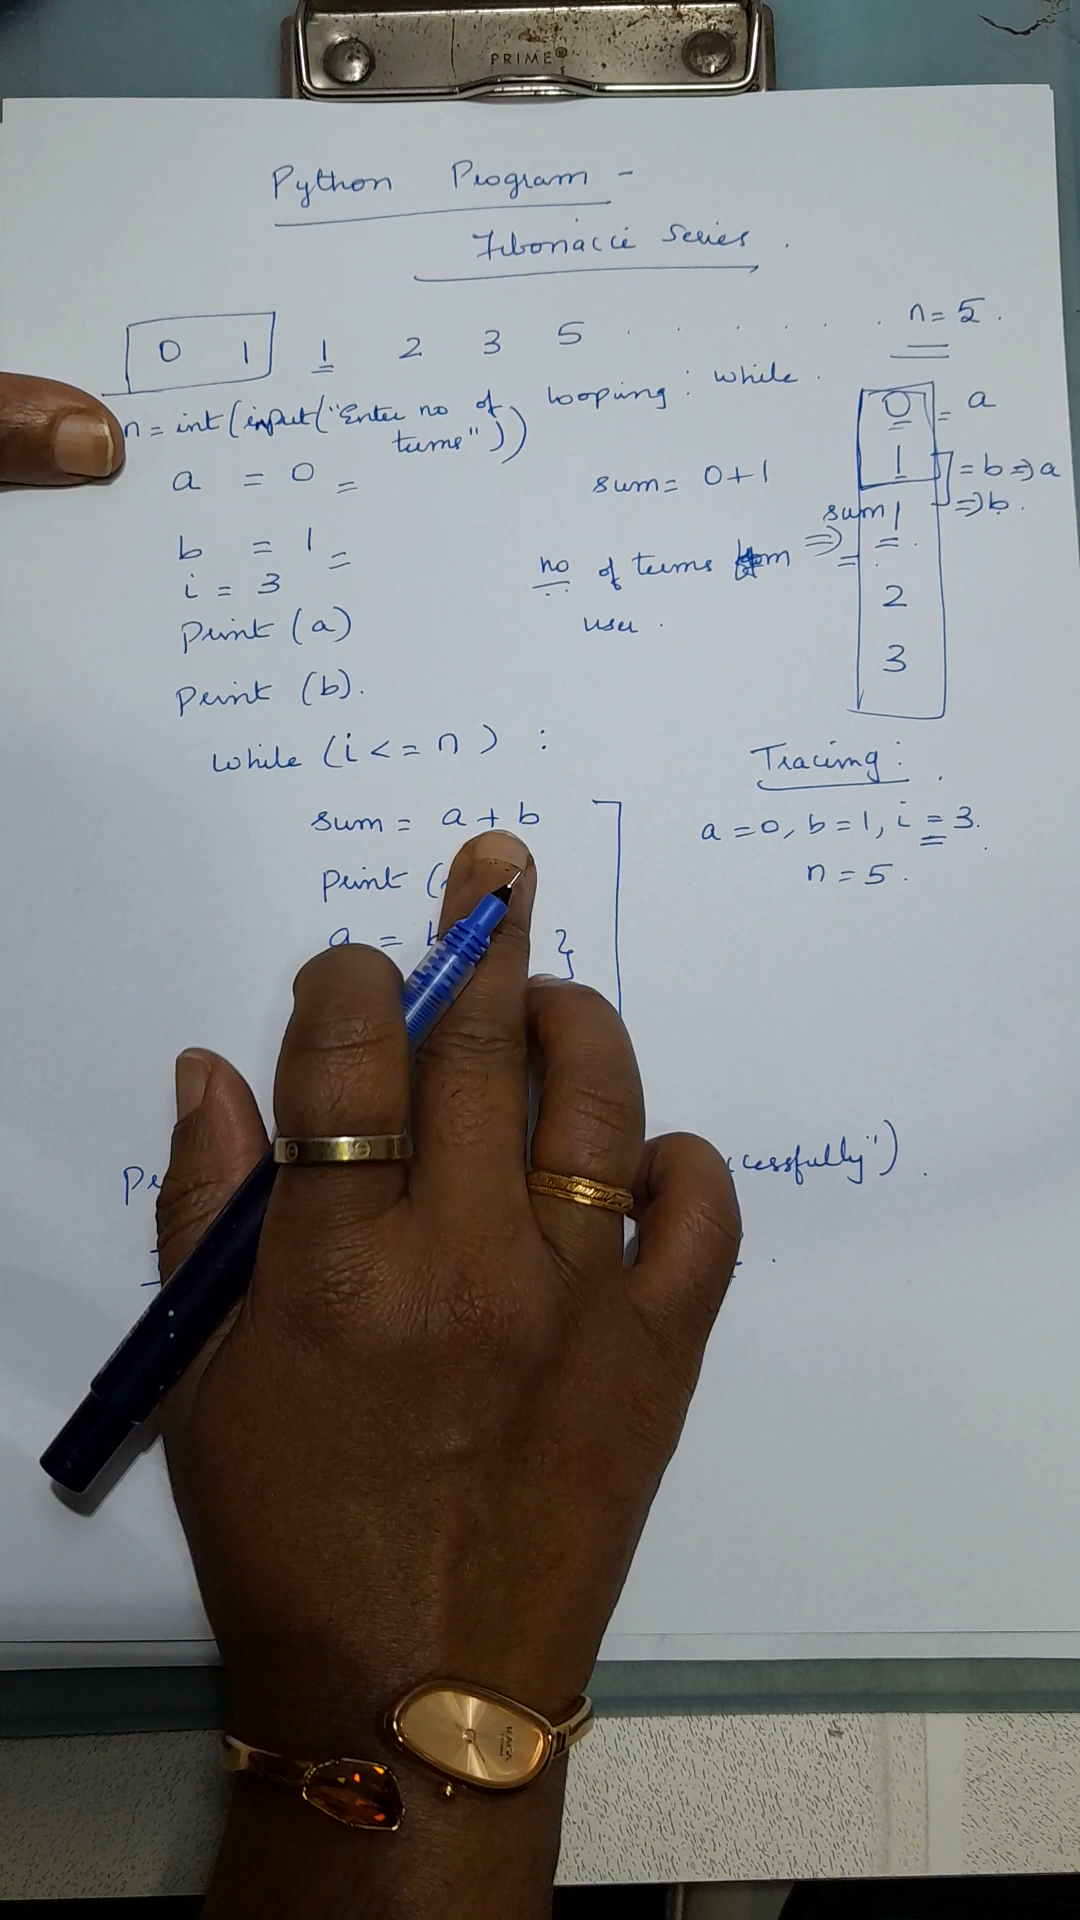 PRIME
Python Program -
Fibonacci Series .
0 1 1 2 3 5 . . . . . . .
n = 5 .
n = int(input("Enter no of
terms"))
looping : while .
a = 0
b = 1
i = 3
print (a)
print (b).
while (i <= n ) :
sum = a + b
print (
a = b
}
sum = 0+1
no of terms from
user .
0 = a
1 = b => a
sum 1 => b .
=> = .
2
3
Tracing :
a = 0, b = 1, i = 3.
n = 5 .
cessfully") .